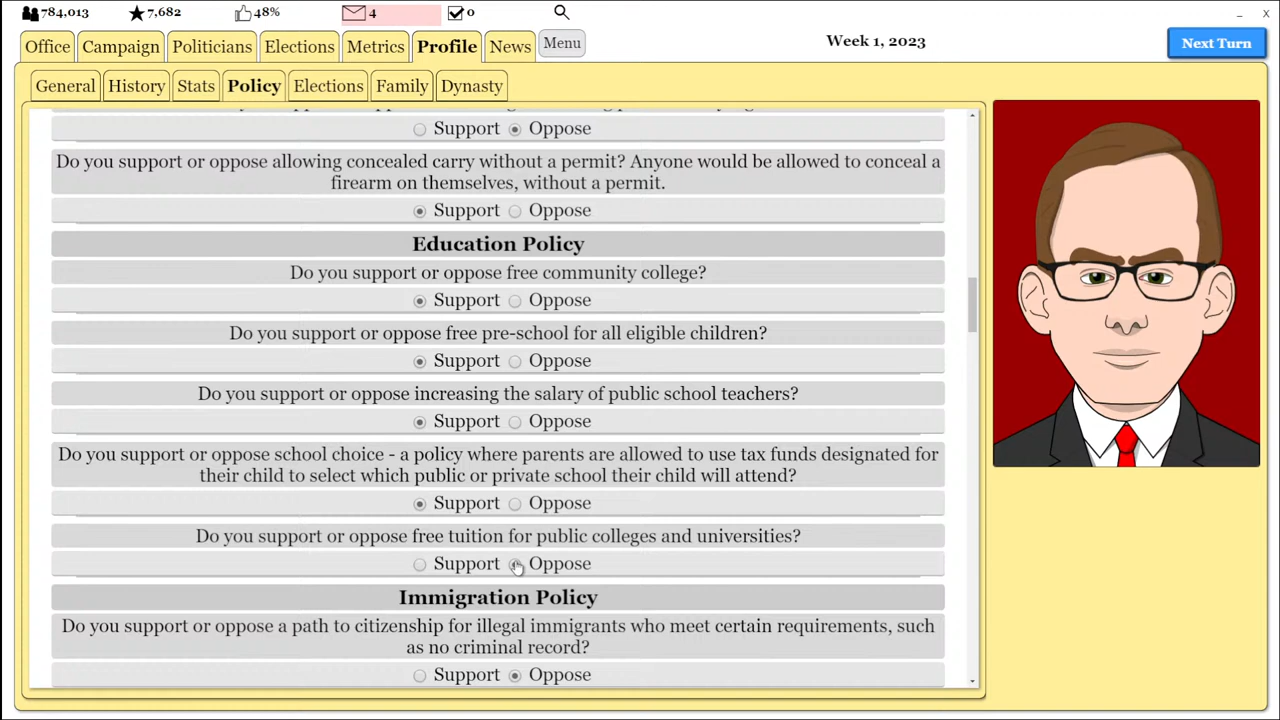 784,013 7,682 48% 4 0
_ X
Office Campaign Politicians Elections Metrics Profile News Menu
Week 1, 2023
Next Turn
General History Stats Policy Elections Family Dynasty
Support Oppose
Do you support or oppose allowing concealed carry without a permit? Anyone would be allowed to conceal a
firearm on themselves, without a permit.
Support Oppose
Education Policy
Do you support or oppose free community college?
Support Oppose
Do you support or oppose free pre-school for all eligible children?
Support Oppose
Do you support or oppose increasing the salary of public school teachers?
Support Oppose
Do you support or oppose school choice - a policy where parents are allowed to use tax funds designated for
their child to select which public or private school their child will attend?
Support Oppose
Do you support or oppose free tuition for public colleges and universities?
Support Oppose
Immigration Policy
Do you support or oppose a path to citizenship for illegal immigrants who meet certain requirements, such
as no criminal record?
Support Oppose